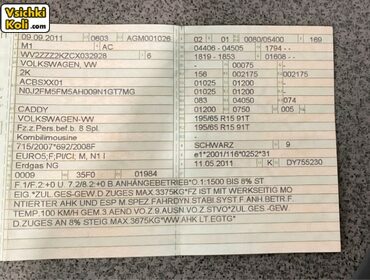 Vsichki
Koli.com
09.09.2011 0603 AGM001026
M1 AC
WV2ZZZ2KZCX032928 6
VOLKSWAGEN, VW
2K
ACBSXX01
N0J2FM5FM5AH009N1GT7MG
CADDY
VOLKSWAGEN-VW
Fz.z.Pers.bef.b. 8 Spl.
Kombilimousine
715/2007*692/2008F
EURO5;F;PI/CI; M, N1 I
Erdgas NG
0009 35F0 01984
02 01 0080/05400 169
04406 - 04505 1794 --
1819 - 1853 01608 --
00075 -
156 002175 002175
01025 01200 -
01025 01200 -
083 04050 074
01200 0750 005
195/65 R15 91T
195/65 R15 91T
-
SCHWARZ 9
e1*2001/116*0252*31
11.05.2011 K DY755230
F.1/F.2:+0 U. 7.2/8.2:+0 B.ANHANGEBETRIEB*O.1:1500 BIS 8% ST
EIG.*ZUL.GES-GEW.D.ZUGES MAX.3375KG*FZ IST MIT WERKSEITIG MO
NTIERTER AHK UND ESP M.SPEZ.FAHRDYN STABI.SYST F.ANH.BETR.F.
TEMP.100 KM/H GEM.3.AEND VO.Z.9.AUSN.VO.Z.STVO*ZUL.-GES.-GEW
D.ZUGES AN 8% STEIG.MAX.3675KG*WW AHK LT.EGTG*